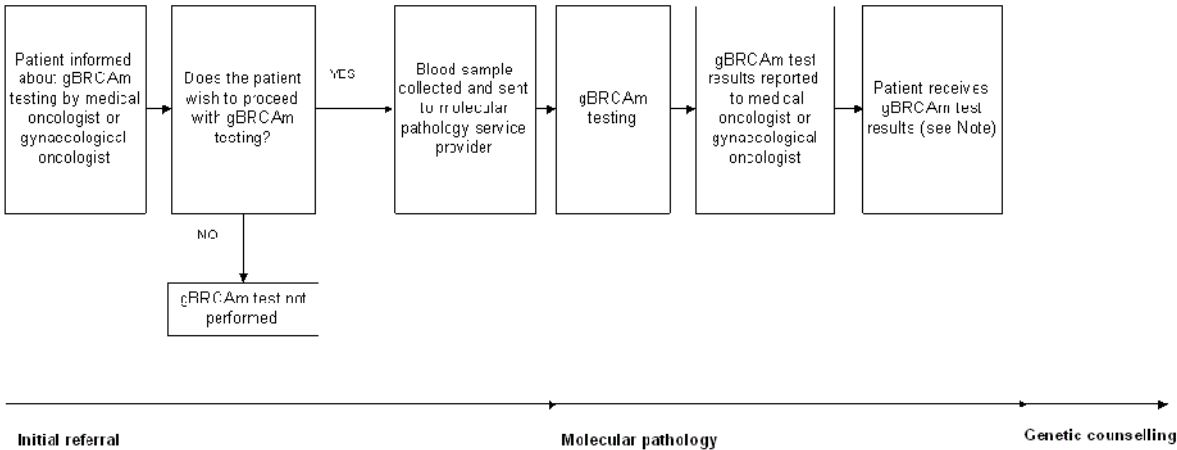 Patient informed
about gBRCAm
testing by medical
oncologist or
gynaecological
oncologist
Does the patient
wish to proceed
with gBRCAm
testing?
YES
NO
gBRCAm test not
performed
Blood sample
collected and sent
to molecular
pathology service
provider
gBRCAm
testing
gBRCAm test
results reported
to medical
oncologist or
gynaecological
oncologist
Patient receives
gBRCAm test
results (see Note)
Initial referral
Molecular pathology
Genetic counselling